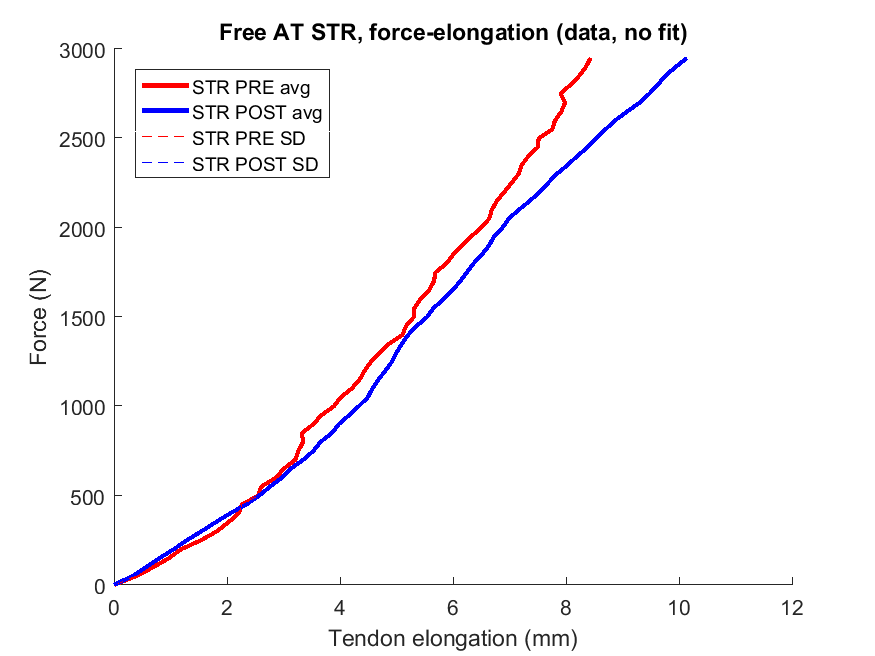 Free AT STR, force-elongation (data, no fit)
3000
2500
2000
1500
1000
500
0
Force (N)
STR PRE avg
STR POST avg
STR PRE SD
STR POST SD
0 2 4 6 8 10 12
Tendon elongation (mm)